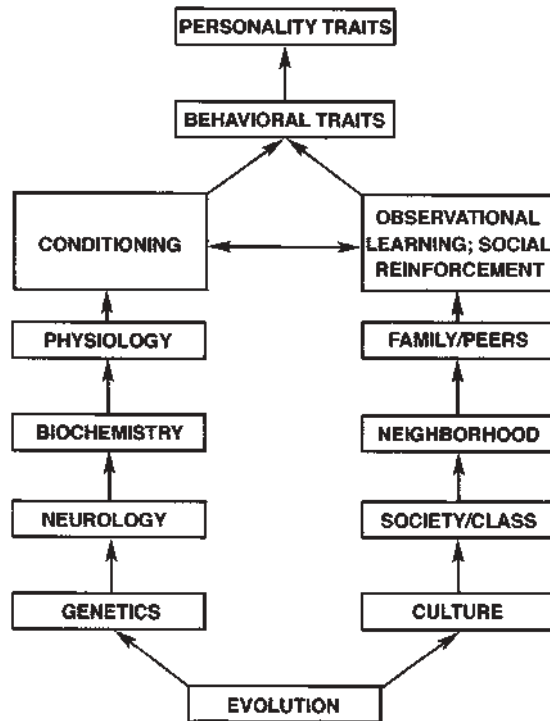 PERSONALITY TRAITS
BEHAVIORAL TRAITS
CONDITIONING
OBSERVATIONAL
LEARNING; SOCIAL
REINFORCEMENT
PHYSIOLOGY
FAMILY/PEERS
BIOCHEMISTRY
NEIGHBORHOOD
NEUROLOGY
SOCIETY/CLASS
GENETICS
CULTURE
EVOLUTION